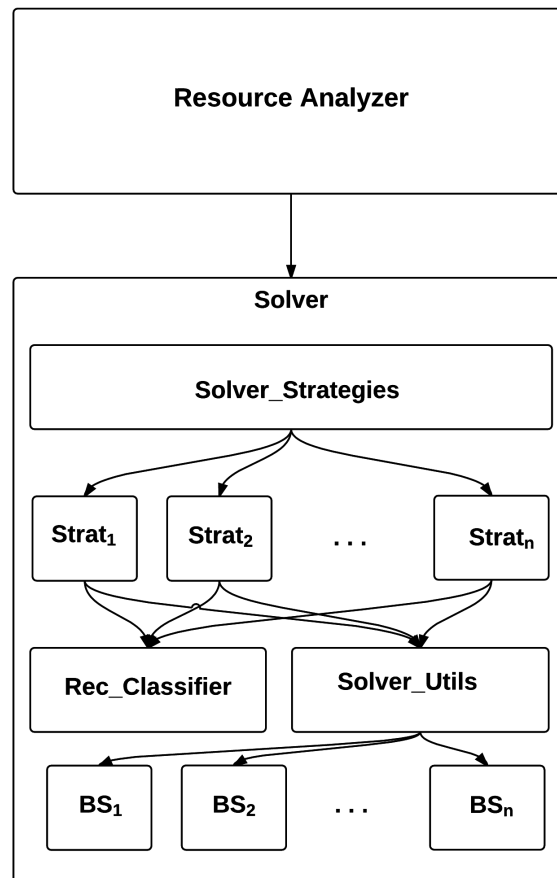 Resource Analyzer
Solver
Solver_Strategies
Strat₁ Strat₂ . . . Stratₙ
Rec_Classifier Solver_Utils
BS₁ BS₂ . . . BSₙ